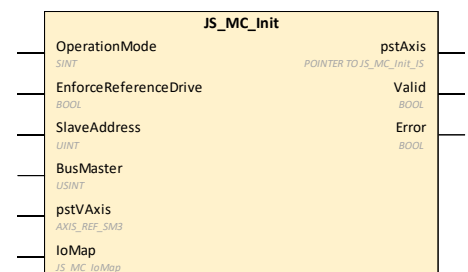 JS_MC_Init
OperationMode pstAxis
SINT POINTER TO JS_MC_Init_IS
EnforceReferenceDrive Valid
BOOL BOOL
SlaveAddress Error
UINT BOOL
BusMaster
USINT
pstVAxis
AXIS_REF_SM3
IoMap
JS_MC_IoMap